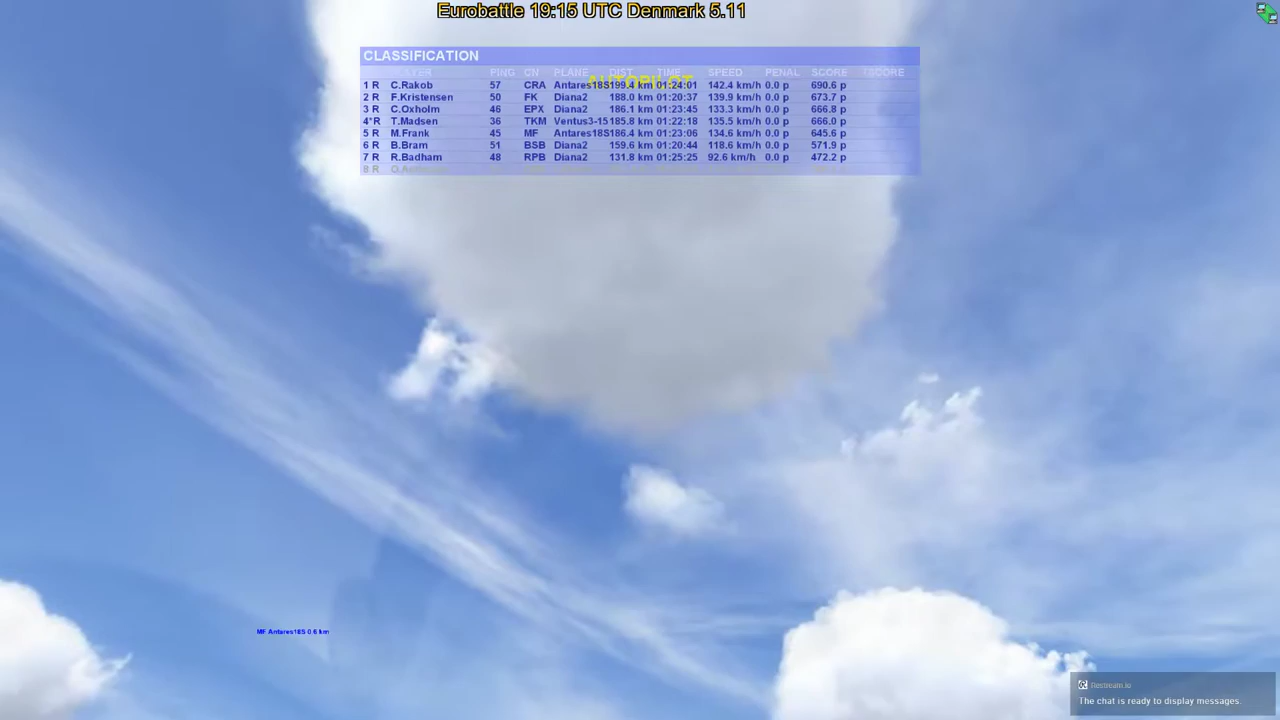 Eurobattle 19:15 UTC Denmark 5.11
CLASSIFICATION
PING CN PLANE DIST TIME SPEED PENAL SCORE TSCORE
AUTOPILOT
1 R C.Rakob 57 CRA Antares18S 199.4 km 01:24:01 142.4 km/h 0.0 p 690.6 p
2 R F.Kristensen 50 FK Diana2 188.0 km 01:20:37 139.9 km/h 0.0 p 673.7 p
3 R C.Oxholm 46 EPX Diana2 186.1 km 01:23:45 133.3 km/h 0.0 p 666.8 p
4*R T.Madsen 36 TKM Ventus3-15 185.8 km 01:22:18 135.5 km/h 0.0 p 666.0 p
5 R M.Frank 45 MF Antares18S 186.4 km 01:23:06 134.6 km/h 0.0 p 645.6 p
6 R B.Bram 51 BSB Diana2 159.6 km 01:20:44 118.6 km/h 0.0 p 571.9 p
7 R R.Badham 48 RPB Diana2 131.8 km 01:25:25 92.6 km/h 0.0 p 472.2 p
8 R
MF Antares18S 0.6 km
Restream.io
The chat is ready to display messages.